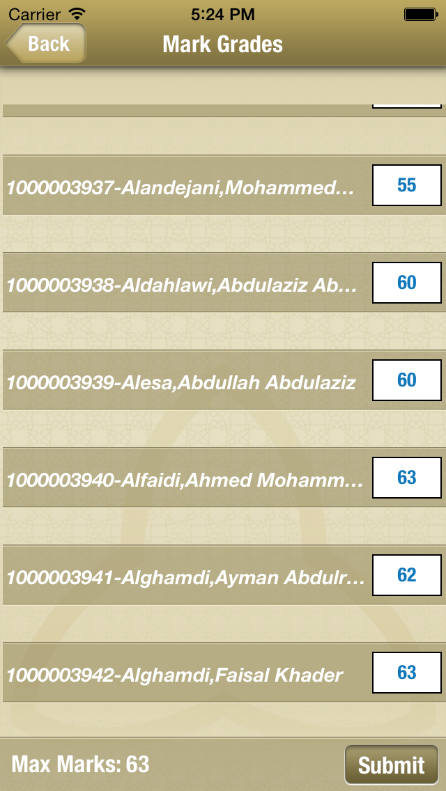 Carrier 5:24 PM
Back Mark Grades
1000003937-Alandejani,Mohammed... 55
1000003938-Aldahlawi,Abdulaziz Ab... 60
1000003939-Alesa,Abdullah Abdulaziz 60
1000003940-Alfaidi,Ahmed Mohamm... 63
1000003941-Alghamdi,Ayman Abdulr... 62
1000003942-Alghamdi,Faisal Khader 63
Max Marks: 63 Submit